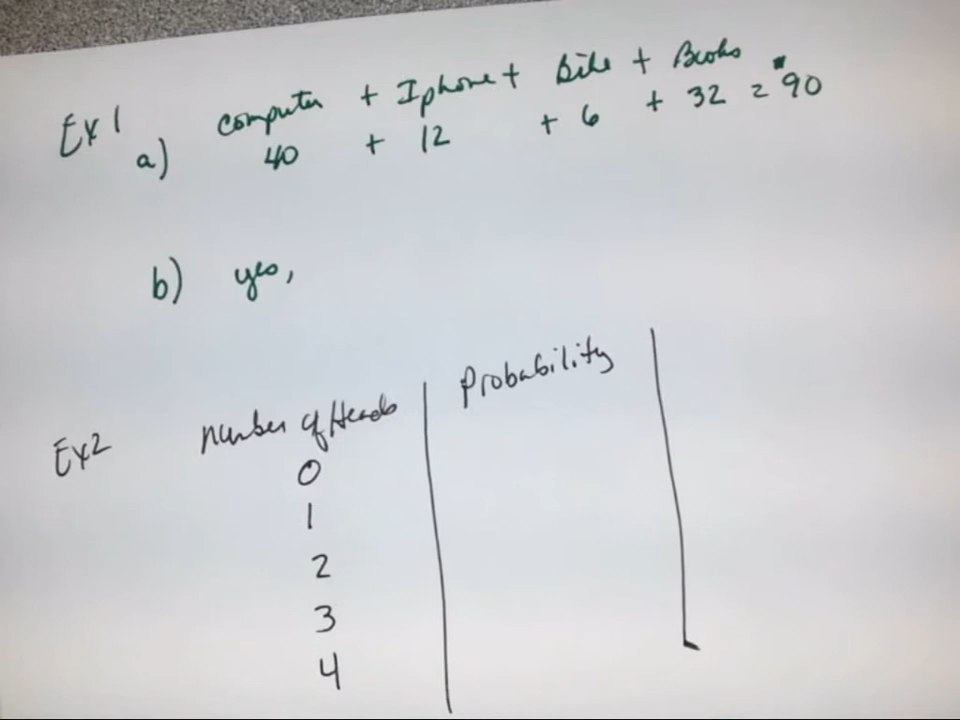 Ex 1 computer + Iphone + Bike + Books
a) 40 + 12 + 6 + 32 = 90
b) yes,
Ex2 number of Heads Probability
0
1
2
3
4